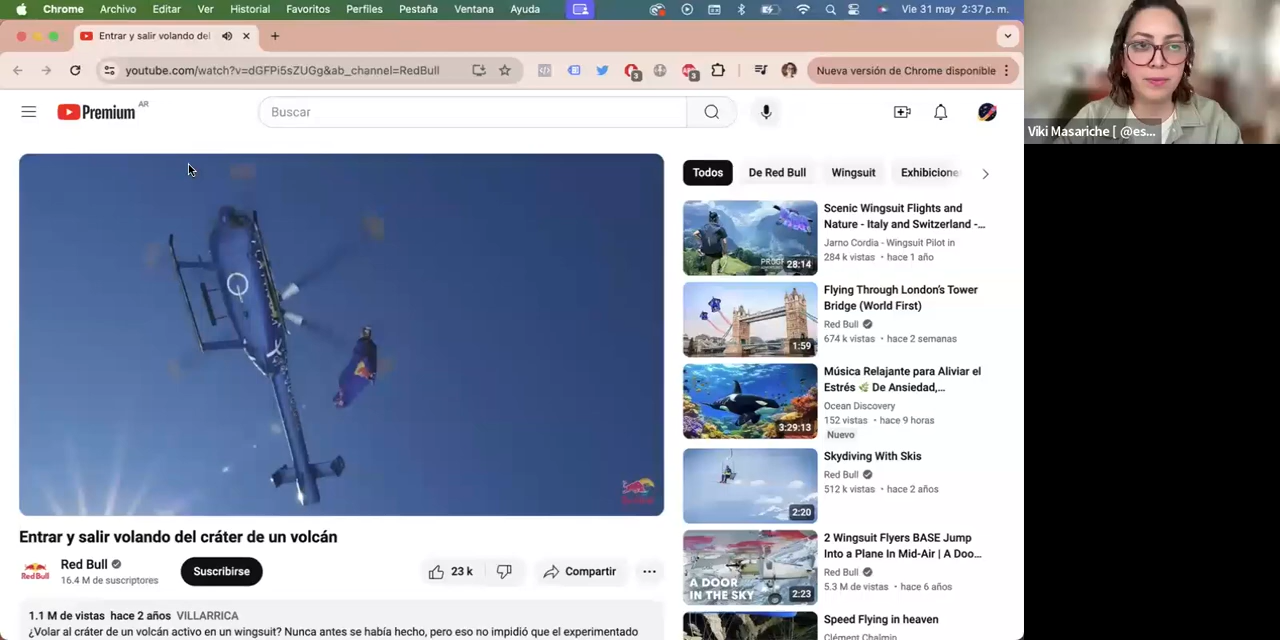 Chrome Archivo Editar Ver Historial Favoritos Perfiles Pestaña Ventana Ayuda Vie 31 may 2:37 p. m.
Entrar y salir volando del
youtube.com/watch?v=dGFPi5sZUGg&ab_channel=RedBull
3
3
Nueva versión de Chrome disponible
Premium AR
Buscar
Viki Masariche [ @es...
Todos De Red Bull Wingsuit Exhibicione
Scenic Wingsuit Flights and
Nature - Italy and Switzerland -...
Jarno Cordia - Wingsuit Pilot in
284 k vistas • hace 1 año
28:14
Flying Through London's Tower
Bridge (World First)
Red Bull
674 k vistas • hace 2 semanas
1:59
Música Relajante para Aliviar el
Estrés 🌿 De Ansiedad,...
Ocean Discovery
152 vistas • hace 9 horas
Nuevo
3:29:13
Skydiving With Skis
Red Bull
512 k vistas • hace 2 años
2:20
2 Wingsuit Flyers BASE Jump
Into a Plane In Mid-Air | A Doo...
Red Bull
5.3 M de vistas • hace 6 años
A DOOR
IN THE SKY
2:23
Speed Flying in heaven
Clément Chalmin
Entrar y salir volando del cráter de un volcán
Red Bull
16.4 M de suscriptores
Suscribirse
23 k
Compartir
1.1 M de vistas hace 2 años VILLARRICA
¿Volar al cráter de un volcán activo en un wingsuit? Nunca antes se había hecho, pero eso no impidió que el experimentado